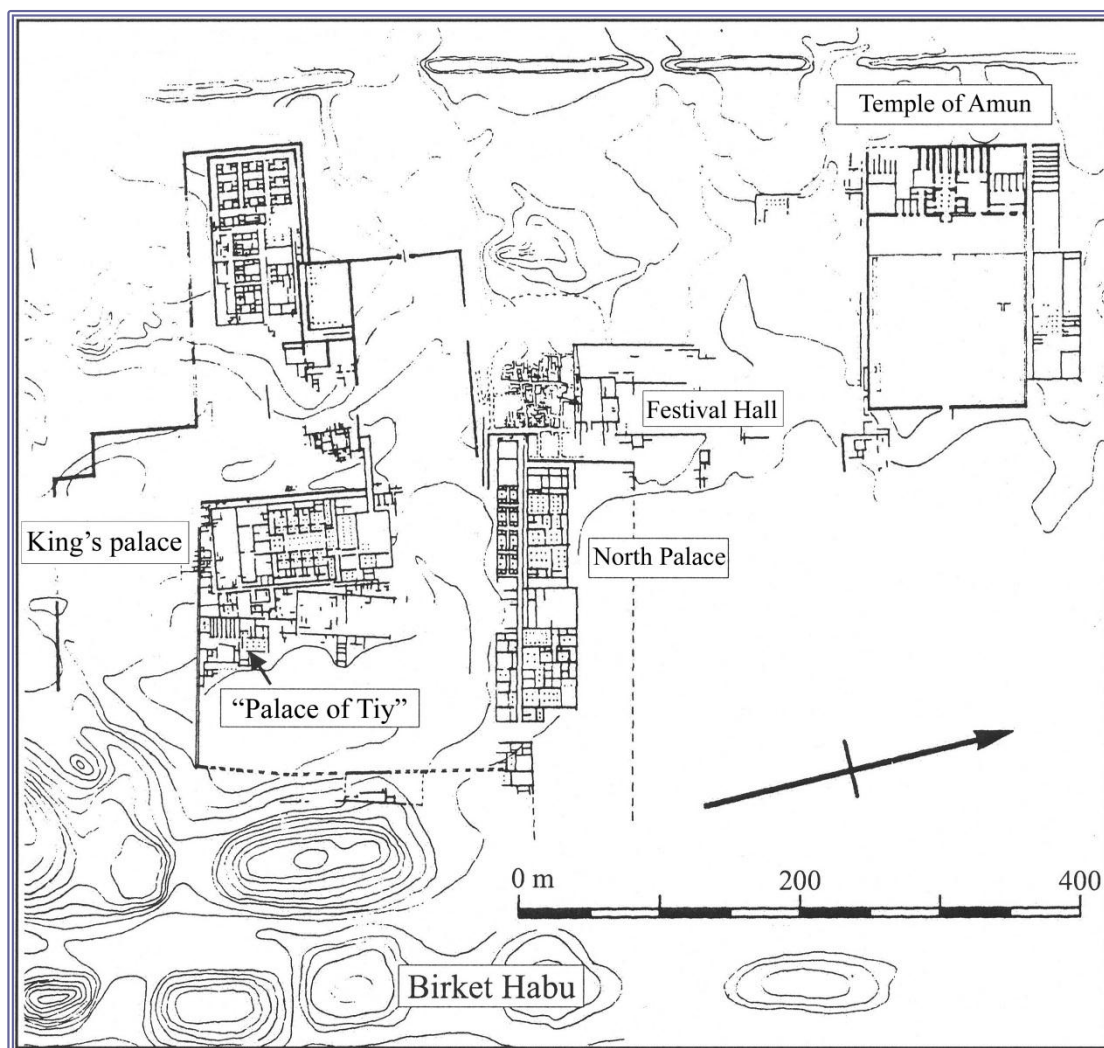 Temple of Amun
Festival Hall
King’s palace
North Palace
“Palace of Tiy”
0 m 200 400
Birket Habu